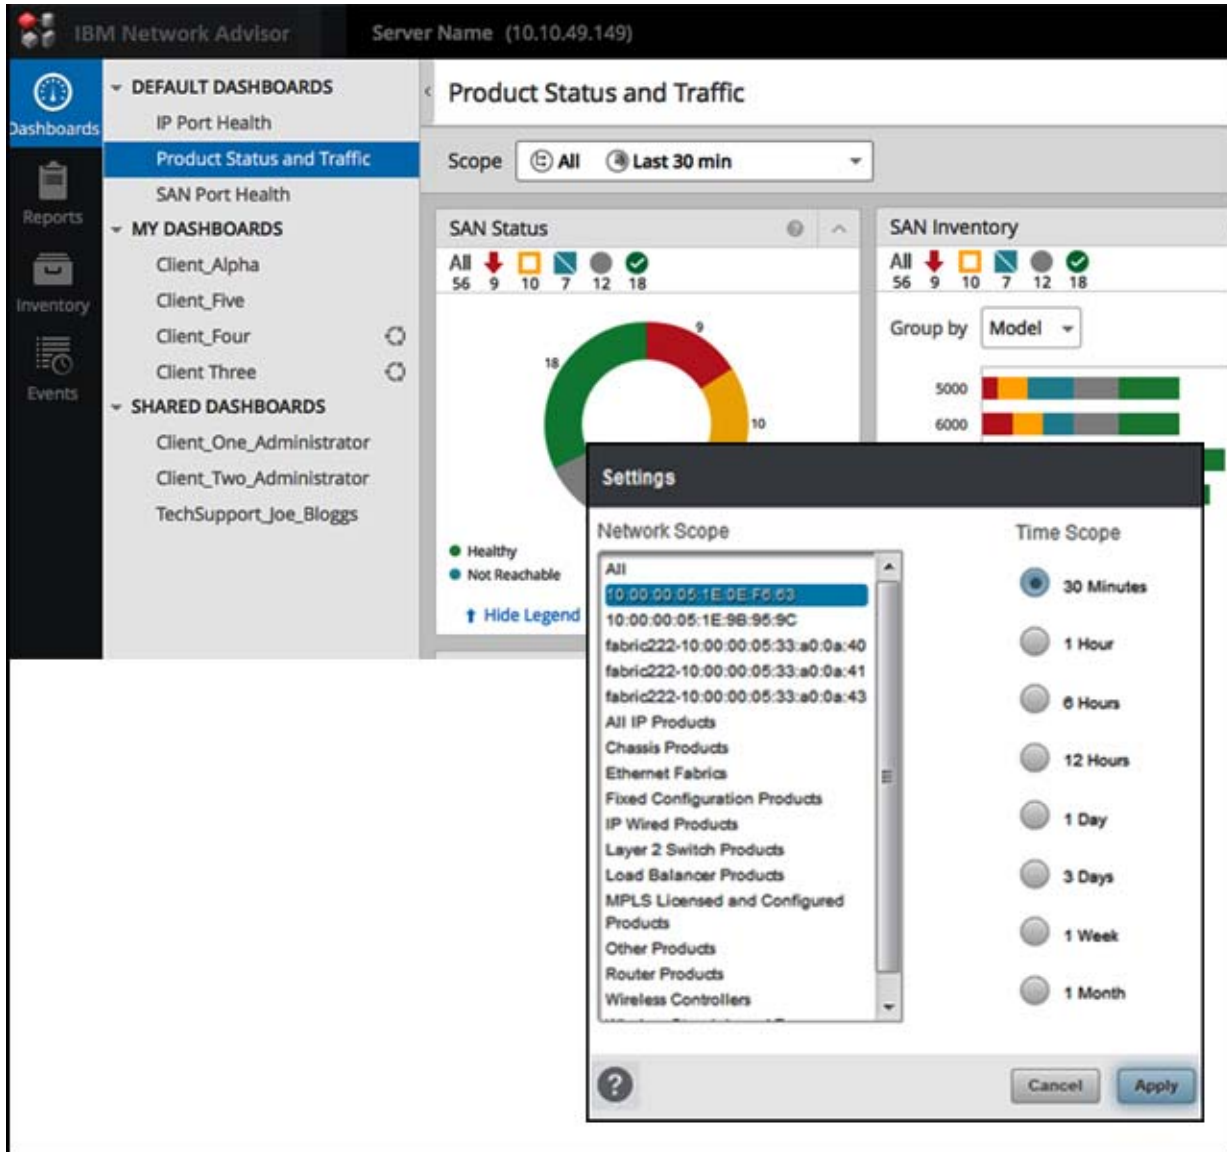 IBM Network Advisor
Server Name (10.10.49.149)
Dashboards
Reports
Inventory
Events
DEFAULT DASHBOARDS
IP Port Health
Product Status and Traffic
SAN Port Health
MY DASHBOARDS
Client_Alpha
Client_Five
Client_Four
Client Three
SHARED DASHBOARDS
Client_One_Administrator
Client_Two_Administrator
TechSupport_Joe_Bloggs
Product Status and Traffic
Scope All Last 30 min
SAN Status
All
56 9 10 7 12 18
9
18
10
Healthy
Not Reachable
Hide Legend
SAN Inventory
All
56 9 10 7 12 18
Group by Model
5000
6000
Settings
Network Scope
All
10:00:00:05:1E:0E:F6:63
10:00:00:05:1E:9B:95:9C
fabric222-10:00:00:05:33:a0:0a:40
fabric222-10:00:00:05:33:a0:0a:41
fabric222-10:00:00:05:33:a0:0a:43
All IP Products
Chassis Products
Ethernet Fabrics
Fixed Configuration Products
IP Wired Products
Layer 2 Switch Products
Load Balancer Products
MPLS Licensed and Configured
Products
Other Products
Router Products
Wireless Controllers
Time Scope
30 Minutes
1 Hour
6 Hours
12 Hours
1 Day
3 Days
1 Week
1 Month
?
Cancel
Apply